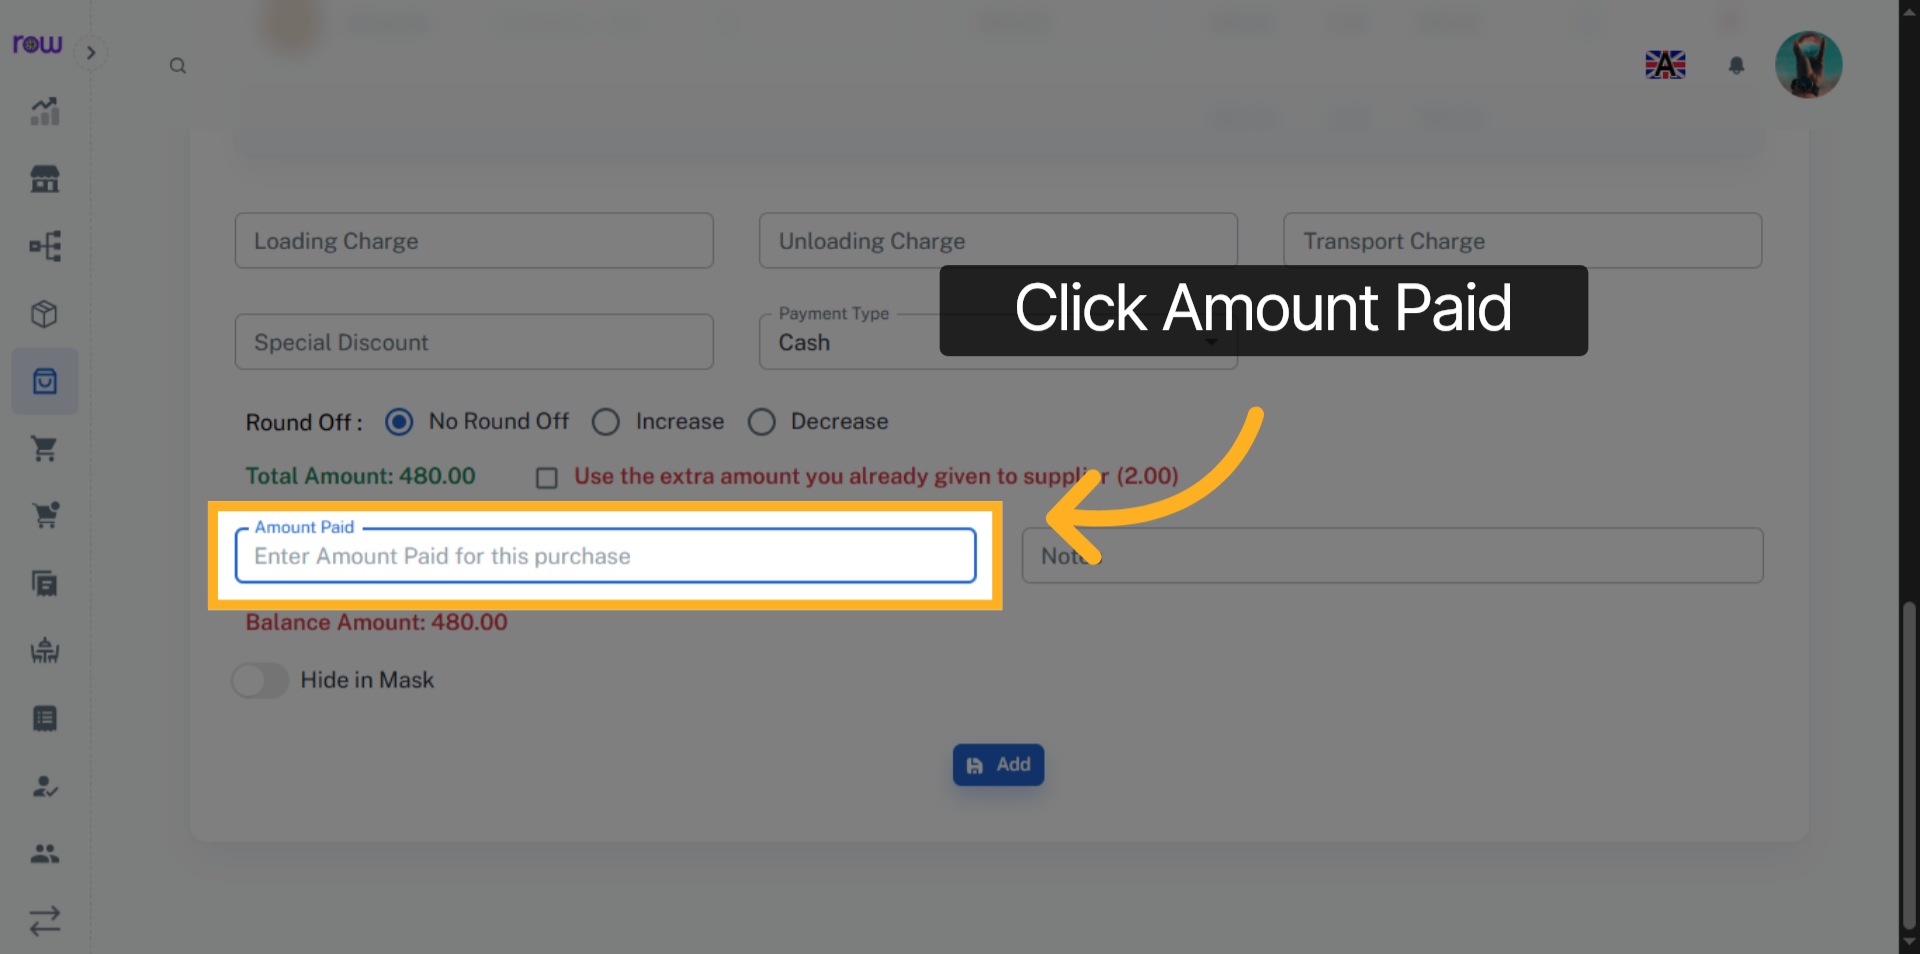 row
A
Loading Charge
Unloading Charge
Transport Charge
Click Amount Paid
Special Discount
Payment Type
Cash
Round Off :
No Round Off
Increase
Decrease
Total Amount: 480.00
Use the extra amount you already given to supplier (2.00)
Amount Paid
Enter Amount Paid for this purchase
Balance Amount: 480.00
Hide in Mask
Add